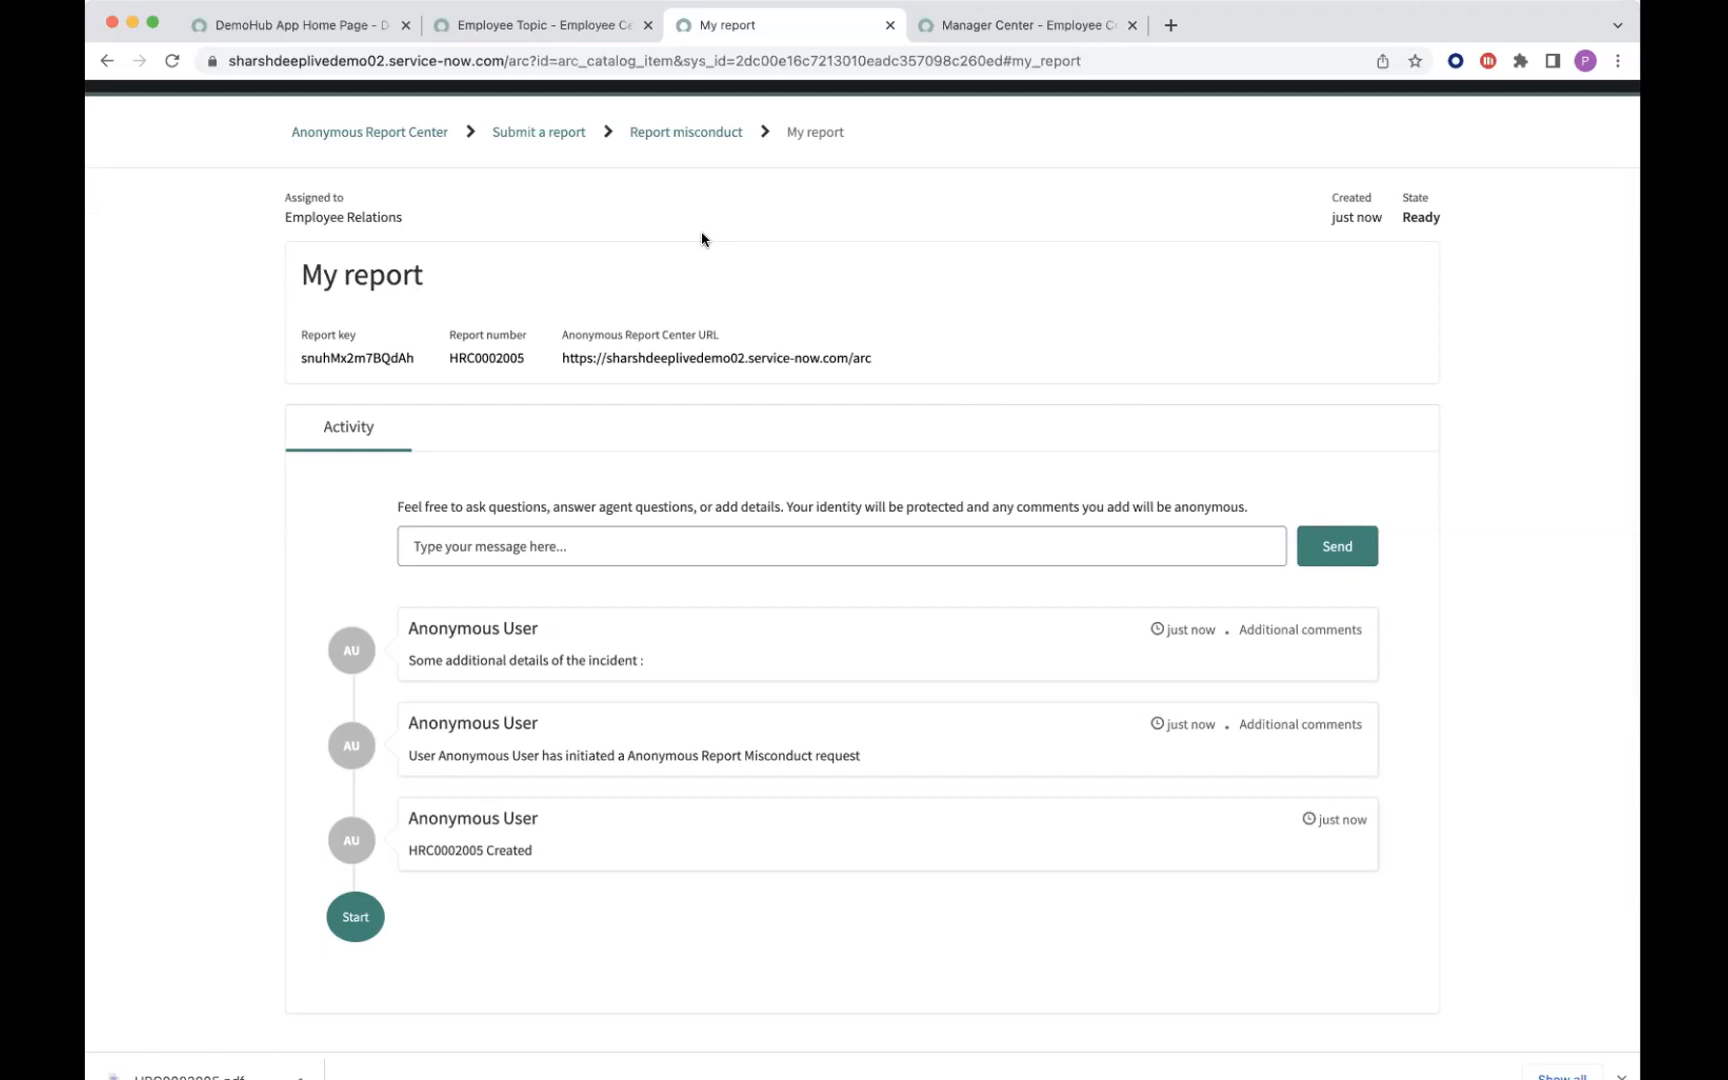 DemoHub App Home Page - D
Employee Topic - Employee Ce
My report
Manager Center - Employee C
sharshdeeplivedemo02.service-now.com/arc?id=arc_catalog_item&sys_id=2dc00e16c7213010eadc357098c260ed#my_report
P
Anonymous Report Center > Submit a report > Report misconduct > My report
Assigned to
Employee Relations
Created
just now
State
Ready
My report
Report key
snuhMx2m7BQdAh
Report number
HRC0002005
Anonymous Report Center URL
https://sharshdeeplivedemo02.service-now.com/arc
Activity
Feel free to ask questions, answer agent questions, or add details. Your identity will be protected and any comments you add will be anonymous.
Type your message here...
Send
AU
Anonymous User
just now . Additional comments
Some additional details of the incident :
AU
Anonymous User
just now . Additional comments
User Anonymous User has initiated a Anonymous Report Misconduct request
AU
Anonymous User
just now
HRC0002005 Created
Start
HRC0002005.pdf
Show all